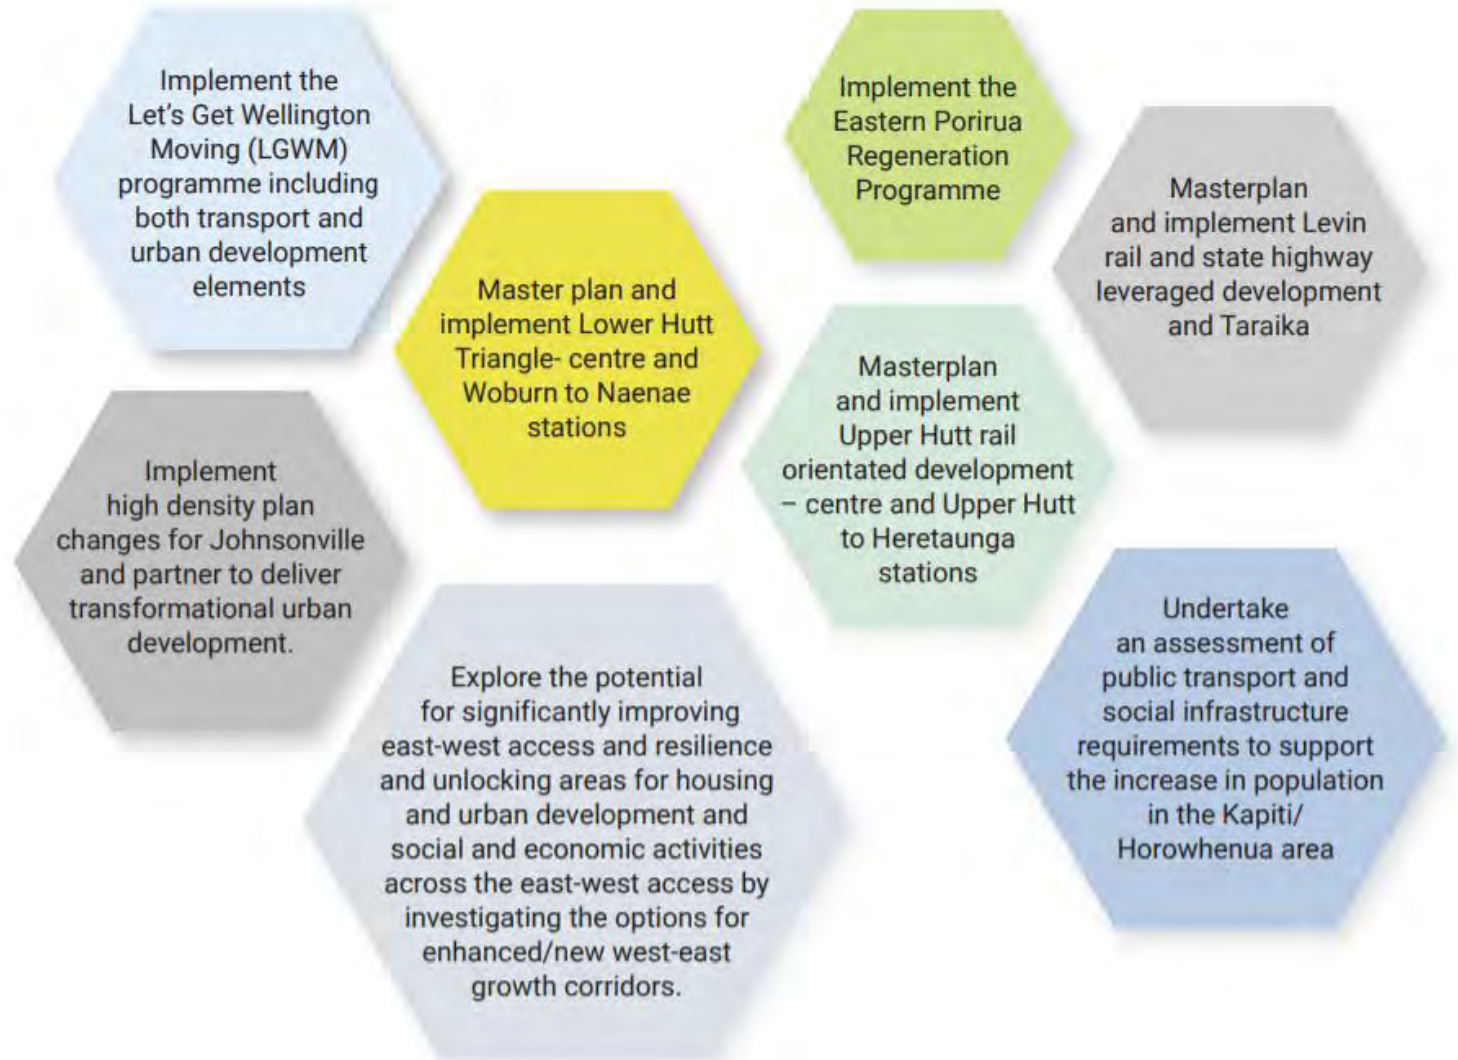 Implement the
Let's Get Wellington
Moving (LGWM)
programme including
both transport and
urban development
elements
Master plan and
implement Lower Hutt
Triangle- centre and
Woburn to Naenae
stations
Implement the
Eastern Porirua
Regeneration
Programme
Masterplan
and implement Levin
rail and state highway
leveraged development
and Taraika
Implement
high density plan
changes for Johnsonville
and partner to deliver
transformational urban
development.
Masterplan
and implement
Upper Hutt rail
orientated development
– centre and Upper Hutt
to Heretaunga
stations
Explore the potential
for significantly improving
east-west access and resilience
and unlocking areas for housing
and urban development and
social and economic activities
across the east-west access by
investigating the options for
enhanced/new west-east
growth corridors.
Undertake
an assessment of
public transport and
social infrastructure
requirements to support
the increase in population
in the Kapiti/
Horowhenua area